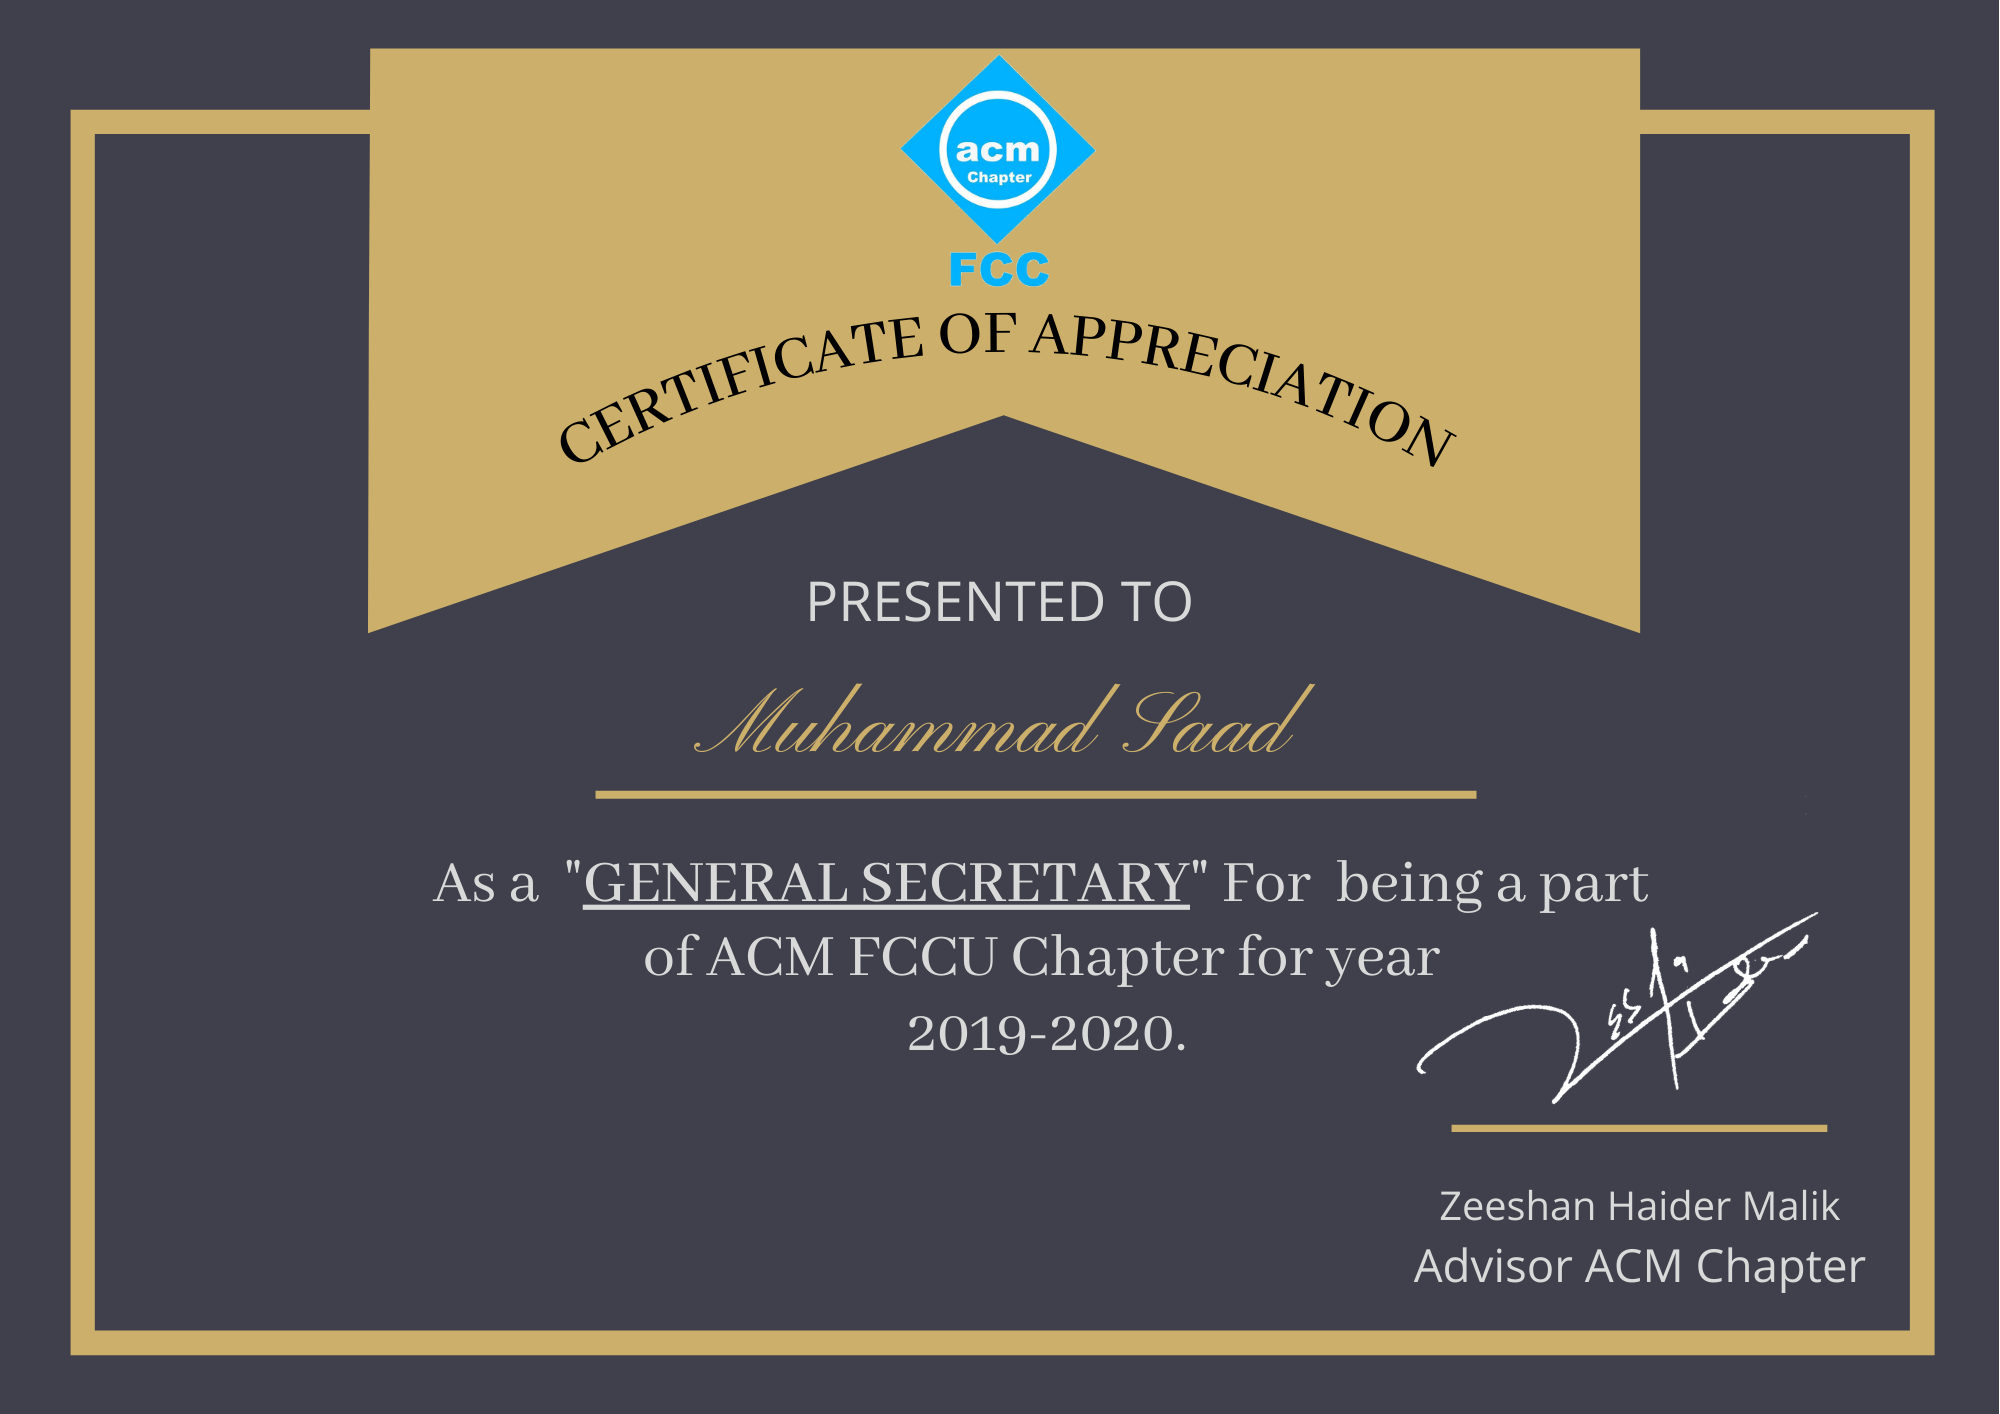 acm
Chapter
FCC
CERTIFICATE OF APPRECIATION
PRESENTED TO
Muhammad Saad
As a "GENERAL SECRETARY" For being a part
of ACM FCCU Chapter for year
2019-2020.
Zeeshan Haider Malik
Advisor ACM Chapter